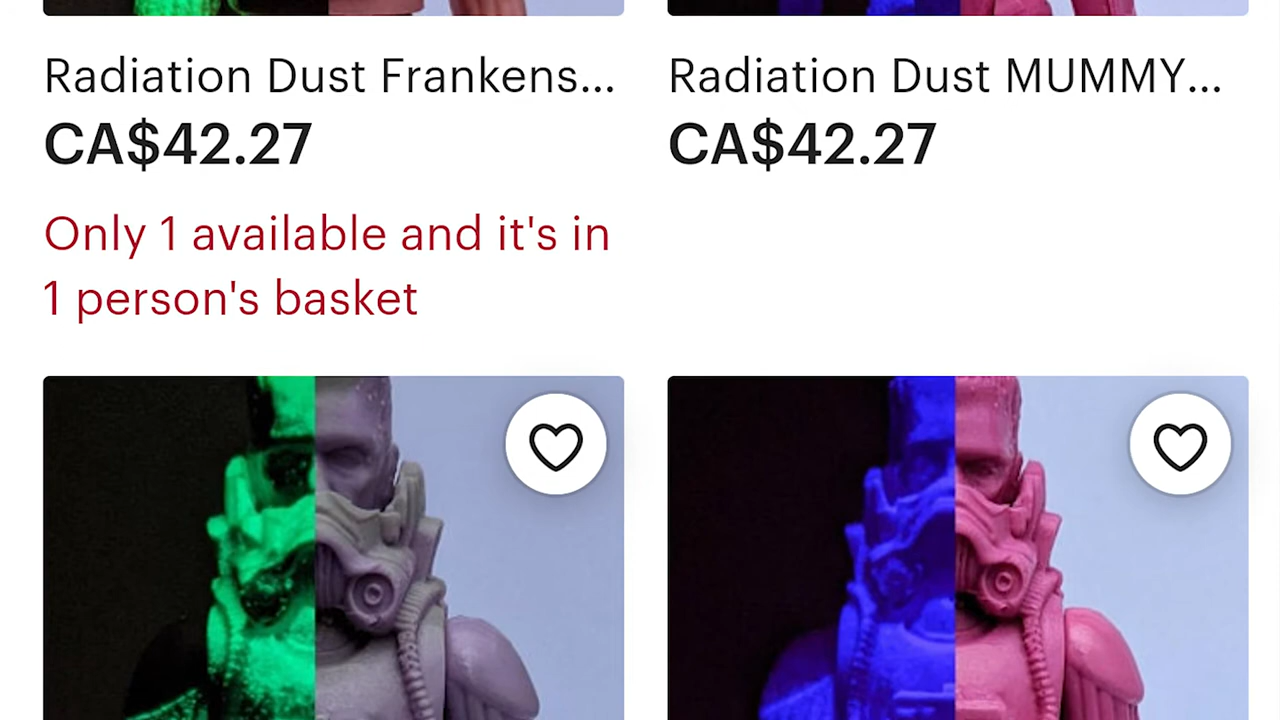 Radiation Dust Frankens...
CA$42.27
Only 1 available and it's in
1 person's basket
Radiation Dust MUMMY...
CA$42.27